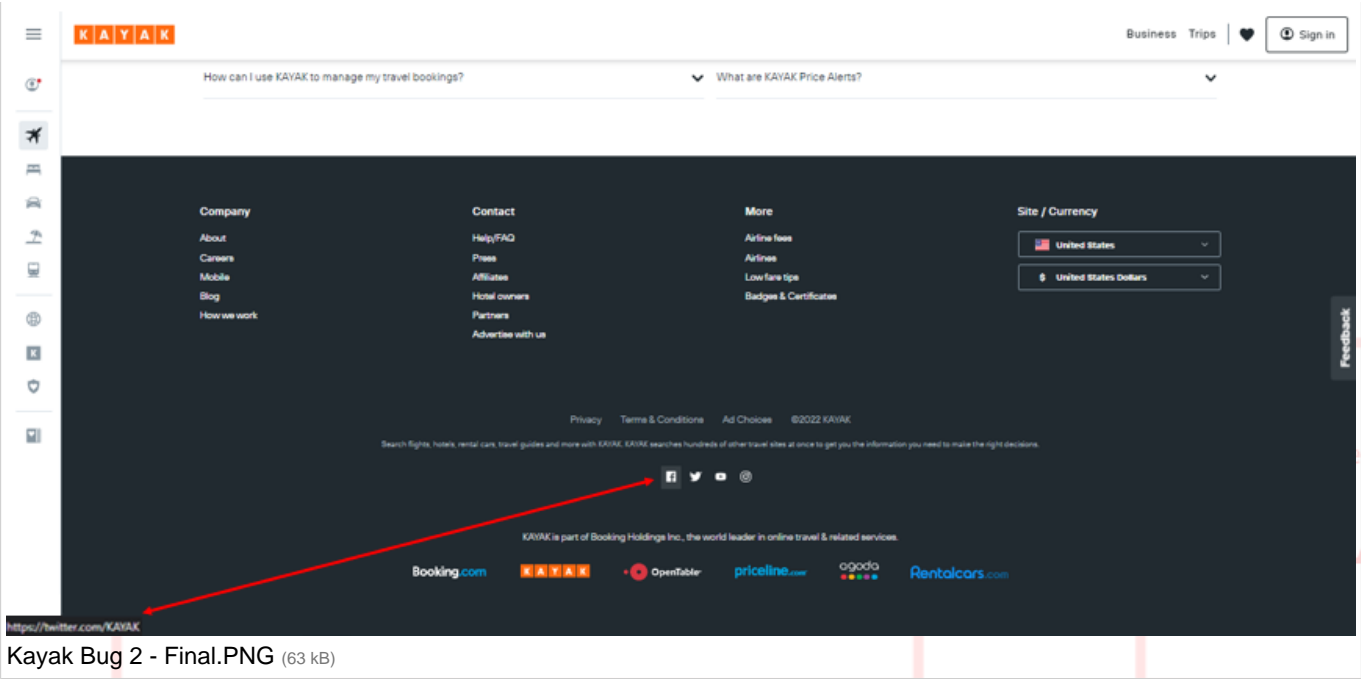 KAYAK
Business Trips Sign in
How can I use KAYAK to manage my travel bookings? What are KAYAK Price Alerts?
Company
About
Careers
Mobile
Blog
How we work
Contact
Help/FAQ
Press
Affiliates
Hotel owners
Partners
Advertise with us
More
Airline fees
Airlines
Low fare tips
Badges & Certificates
Site / Currency
United States
$ United States Dollars
Feedback
Privacy Terms & Conditions Ad Choices ©2022 KAYAK
Search flights, hotels, rental cars, travel guides and more with KAYAK. KAYAK searches hundreds of other travel sites at once to get you the information you need to make the right decisions.
KAYAK is part of Booking Holdings Inc., the world leader in online travel & related services.
Booking.com KAYAK OpenTable priceline.com agoda Rentalcars.com
https://twitter.com/KAYAK
Kayak Bug 2 - Final.PNG (63 kB)